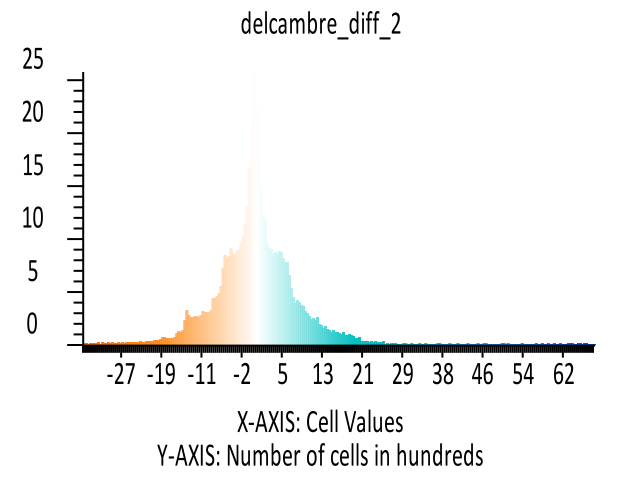 delcambre_diff_2
25
20
15
10
5
0
-27 -19 -11 -2 5 13 21 29 38 46 54 62
X-AXIS: Cell Values
Y-AXIS: Number of cells in hundreds